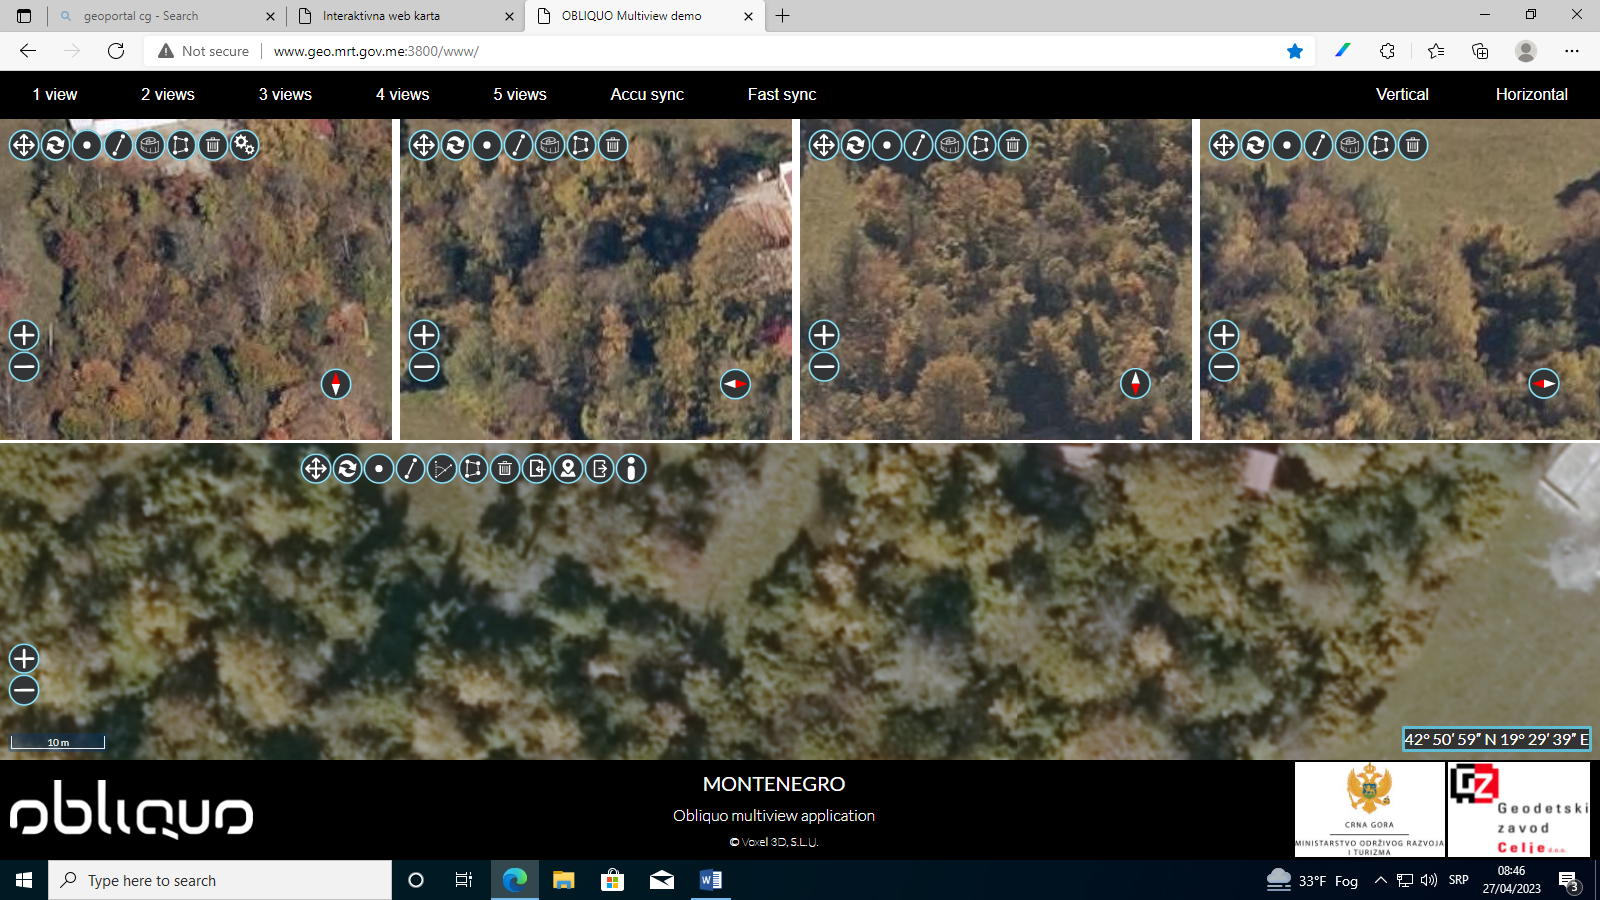 geoportal cg - Search
Interaktivna web karta
OBLIQUO Multiview demo
Not secure
www.geo.mrt.gov.me:3800/www/
1 view
2 views
3 views
4 views
5 views
Accu sync
Fast sync
Vertical
Horizontal
10 m
42° 50′ 59″ N 19° 29′ 39″ E
obliquo
MONTENEGRO
Obliquo multiview application
© Voxel 3D, S.L.U.
CRNA GORA
MINISTARSTVO ODRŽIVOG RAZVOJA
I TURIZMA
GZ
Geodetski
zavod
Celje d.o.o.
Type here to search
33°F Fog
SRP
08:46
27/04/2023
3